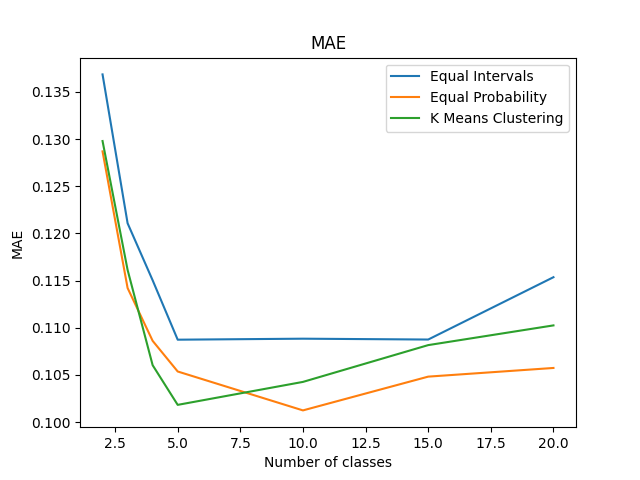 MAE
Equal Intervals
Equal Probability
K Means Clustering
MAE
0.135
0.130
0.125
0.120
0.115
0.110
0.105
0.100
2.5 5.0 7.5 10.0 12.5 15.0 17.5 20.0
Number of classes